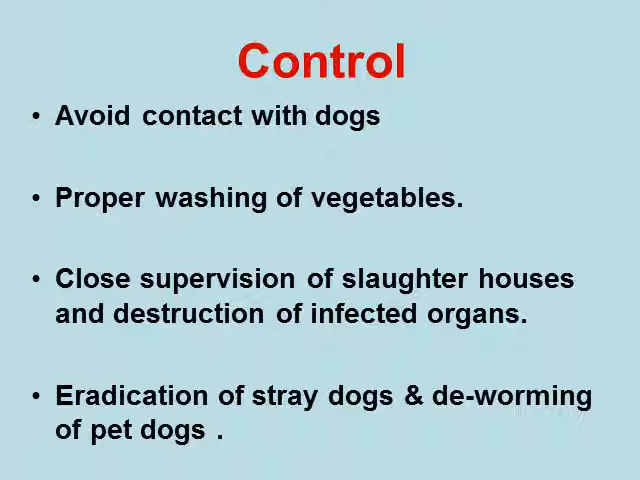 Control
• Avoid contact with dogs
• Proper washing of vegetables.
• Close supervision of slaughter houses
and destruction of infected organs.
• Eradication of stray dogs & de-worming
of pet dogs .